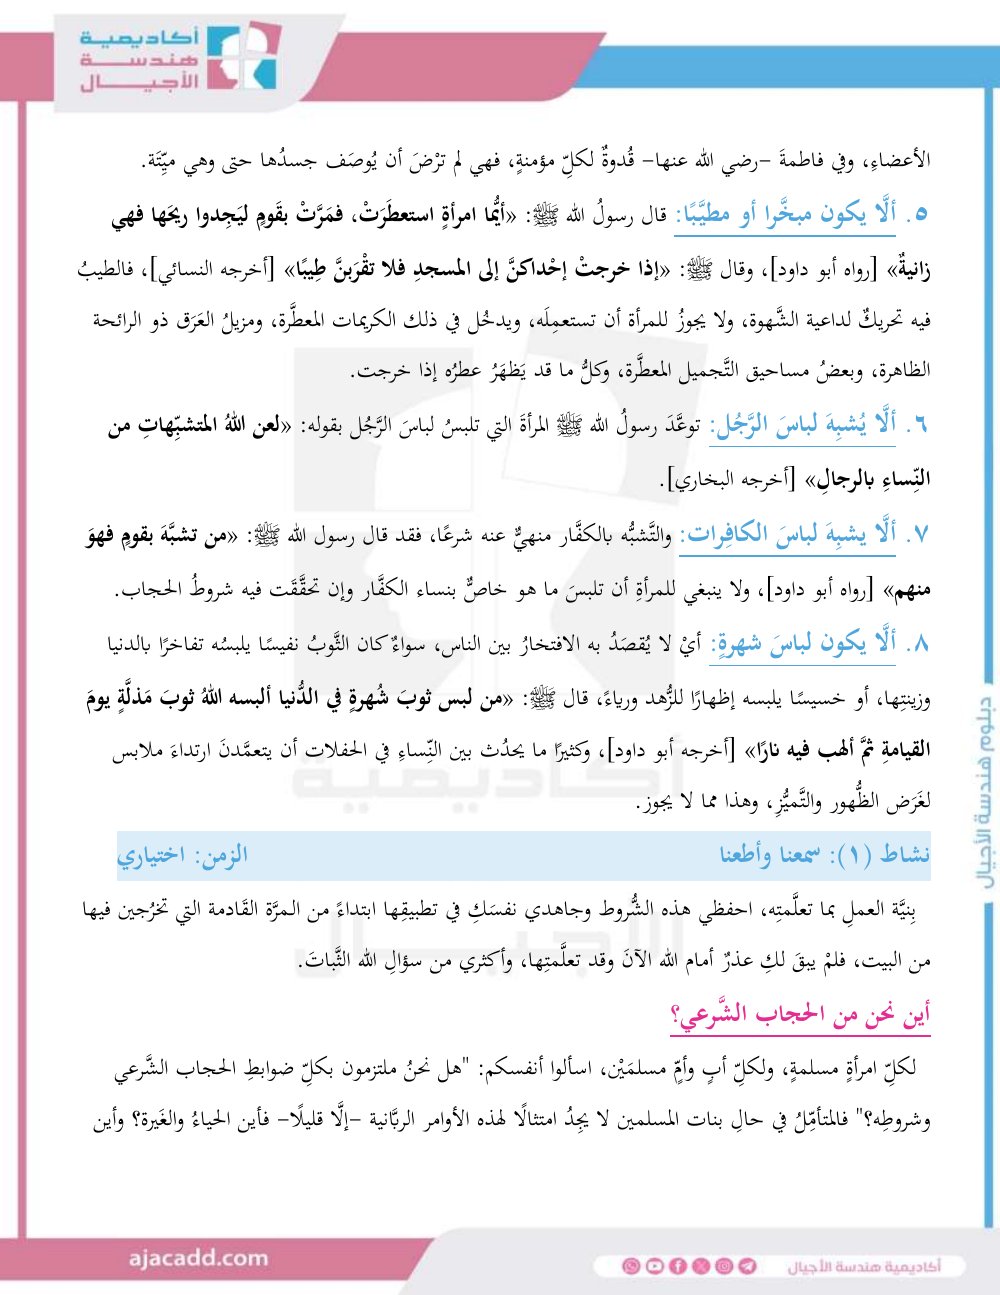 أكاديمية
هندسة
الأجيال
الأعضاءِ، وفي فاطمةَ -رضي الله عنها- قُدوةٌ لكلِّ مؤمنةٍ، فهي لم ترْضَ أن يُوصَف جسدُها حتى وهي ميِّتَة.
٥. ألَّا يكون مبخَّرا أو مطيَّبًا: قال رسولُ الله ﷺ: «أيُّما امرأةٍ استعطَرَتْ، فمَرَّتْ بقَومٍ ليَجِدوا ريحَها فهي
زانيةٌ» [رواه أبو داود]، وقال ﷺ: «إذا خرجتْ إحْداكنَّ إلى المسجدِ فلا تقْرَبنَّ طِيبًا» [أخرجه النسائي]، فالطيبُ
فيه تحريكٌ لداعية الشَّهوة، ولا يجوزُ للمرأة أن تستعمِلَه، ويدخُل في ذلك الكريمات المعطَّرة، ومزيلُ العَرَق ذو الرائحة
الظاهرة، وبعضُ مساحيق التَّجميل المعطَّرة، وكلُّ ما قد يَظهَرُ عطرُه إذا خرجت.
٦. ألَّا يُشبِهَ لباسَ الرَّجُل: توعَّدَ رسولُ الله ﷺ المرأةَ التي تلبسُ لباسَ الرَّجُل بقوله: «لعن اللهُ المتشبِّهاتِ من
النِّساءِ بالرجالِ» [أخرجه البخاري].
٧. ألَّا يشبِهَ لباسَ الكافِرات: والتَّشبُّه بالكفَّار منهيٌّ عنه شرعًا، فقد قال رسول الله ﷺ: «من تشبَّهَ بقومٍ فهوَ
منهم» [رواه أبو داود]، ولا ينبغي للمرأةِ أن تلبسَ ما هو خاصٌّ بنساء الكفَّار وإن تحقَّقَت فيه شروطُ الحجاب.
٨. ألَّا يكون لباسَ شهرةٍ: أيْ لا يُقصَدُ به الافتخارُ بين الناس، سواءٌ كان الثَّوبُ نفيسًا يلبسُه تفاخرًا بالدنيا
وزينتِها، أو خسيسًا يلبسه إظهارًا للزُّهد ورياءً، قال ﷺ: «من لبس ثوبَ شُهرةٍ في الدُّنيا ألبسه اللهُ ثوبَ مَذلَّةٍ يومَ
القيامةِ ثمَّ ألهب فيه نارًا» [أخرجه أبو داود]، وكثيرًا ما يحدُث بين النِّساءِ في الحفلات أن يتعمَّدنَ ارتداءَ ملابس
لغَرَض الظُّهور والتَّميُّزِ، وهذا مما لا يجوز.
نشاط (١): سمعنا وأطعنا الزمن: اختياري
بِنيَّة العملِ بما تعلَّمتِه، احفظي هذه الشُّروط وجاهدي نفسَكِ في تطبيقِها ابتداءً من المرَّة القَادمة التي تخرُجين فيها
من البيت، فلمْ يبقَ لكِ عذرٌ أمام الله الآنَ وقد تعلَّمتِها، وأكثري من سؤالِ الله الثَّباتَ.
أين نحن من الحجاب الشَّرعي؟
لكلِّ امرأةٍ مسلمةٍ، ولكلِّ أبٍ وأمٍّ مسلمَيْن، اسألوا أنفسكم: "هل نحنُ ملتزمون بكلِّ ضوابطِ الحجاب الشَّرعي
وشروطِه؟" فالمتأمِّلُ في حالِ بنات المسلمين لا يجِدُ امتثالًا لهذه الأوامر الربَّانية -إلَّا قليلًا- فأين الحياءُ والغَيرة؟ وأين
دبلوم هندسة الأجيال
أكاديمية هندسة الأجيال
ajacadd.com